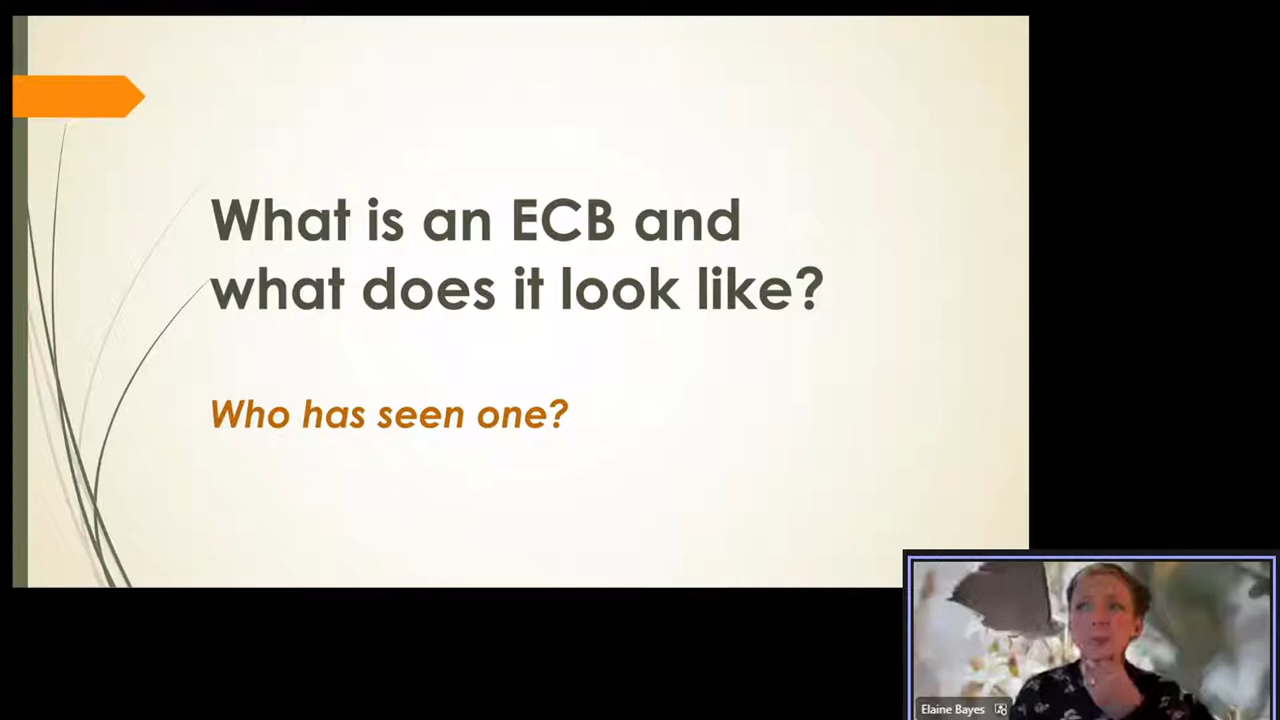 What is an ECB and
what does it look like?
Who has seen one?
Elaine Bayes